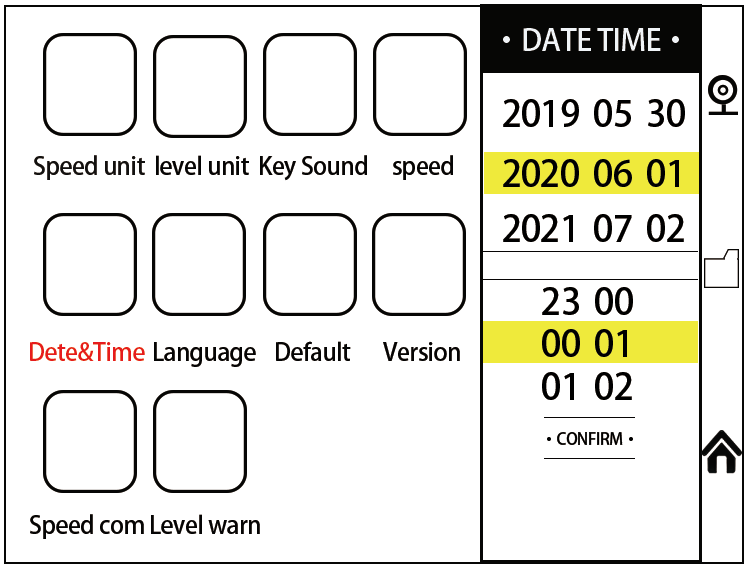 Speed unit level unit Key Sound speed
Dete&Time Language Default Version
Speed com Level warn
• DATE TIME •
2019 05 30
2020 06 01
2021 07 02
23 00
00 01
01 02
• CONFIRM •